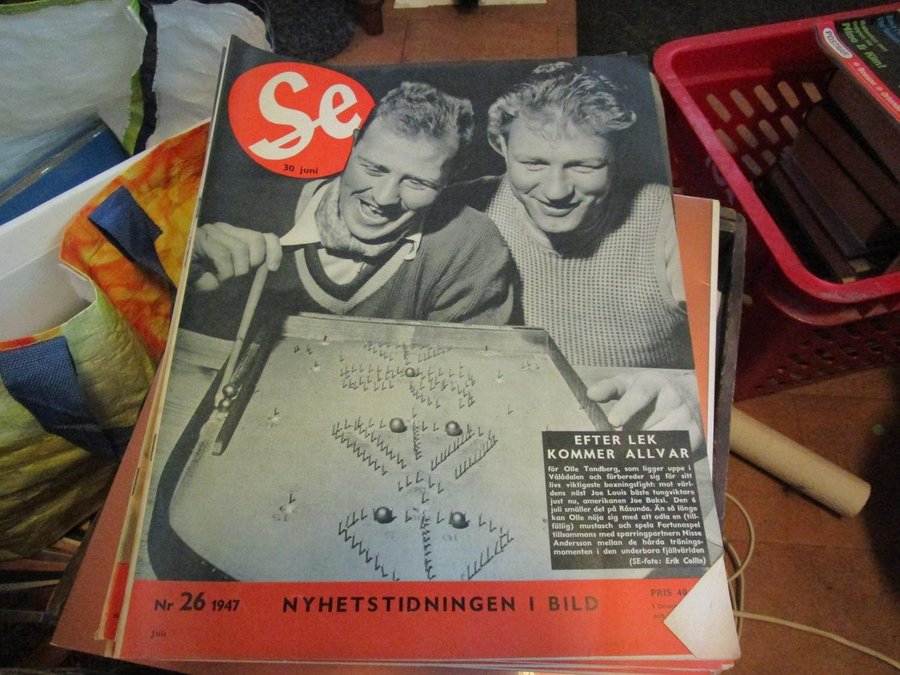 Se
30 juni
EFTER LEK
KOMMER ALLVAR
för Olle Tandberg, som ligger uppe i
Vålådalen och förbereder sig för sitt
livs viktigaste boxningsfight: mot värl-
dens näst Joe Louis bäste tungviktare
just nu, amerikanen Joe Baksi. Den 6
juli smäller det på Råsunda. Än så länge
kan Olle nöja sig med att odla en (till-
fällig) mustasch och spela Fortunaspel
tillsammans med sparringpartnern Nisse
Andersson mellan de hårda tränings-
momenten i den underbara fjällvärlden
(SE-foto: Erik Collin)
Nr 26 1947
NYHETSTIDNINGEN I BILD
PRIS 40